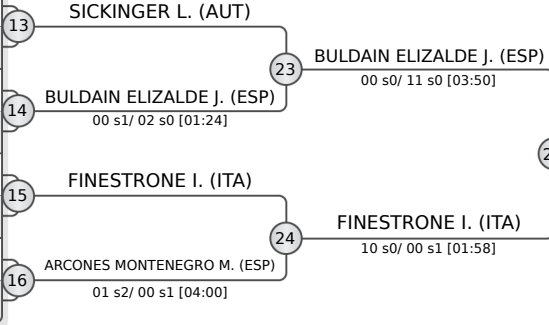 SICKINGER L. (AUT)
13
23
BULDAIN ELIZALDE J. (ESP)
00 s0/ 11 s0 [03:50]
14
BULDAIN ELIZALDE J. (ESP)
00 s1/ 02 s0 [01:24]
FINESTRONE I. (ITA)
15
24
FINESTRONE I. (ITA)
10 s0/ 00 s1 [01:58]
16
ARCONES MONTENEGRO M. (ESP)
01 s2/ 00 s1 [04:00]